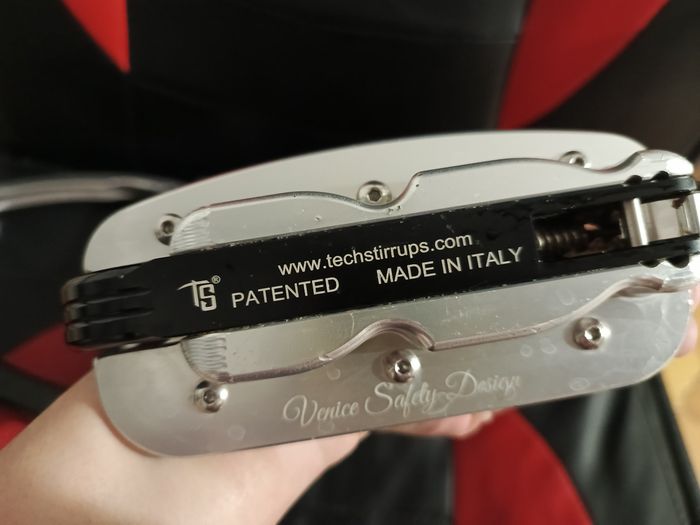 www.techstirrups.com
TS® PATENTED MADE IN ITALY
Venice Safety Design